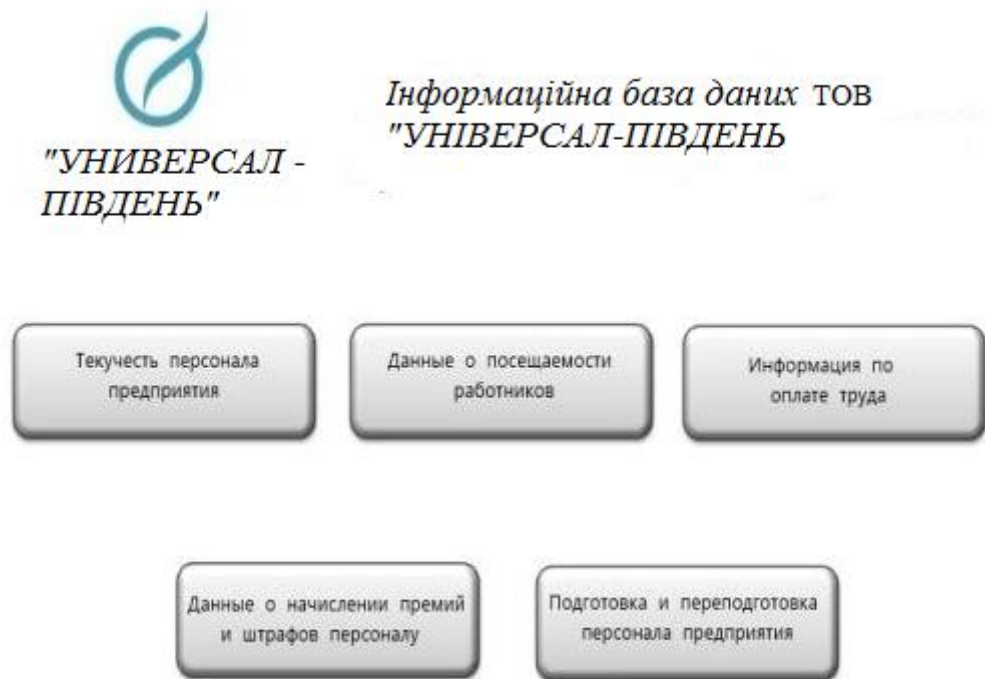 "УНИВЕРСАЛ -
ПІВДЕНЬ"
Інформаційна база даних ТОВ
"УНІВЕРСАЛ-ПІВДЕНЬ
Текучесть персонала
предприятия
Данные о посещаемости
работников
Информация по
оплате труда
Данные о начислении премий
и штрафов персоналу
Подготовка и переподготовка
персонала предприятия